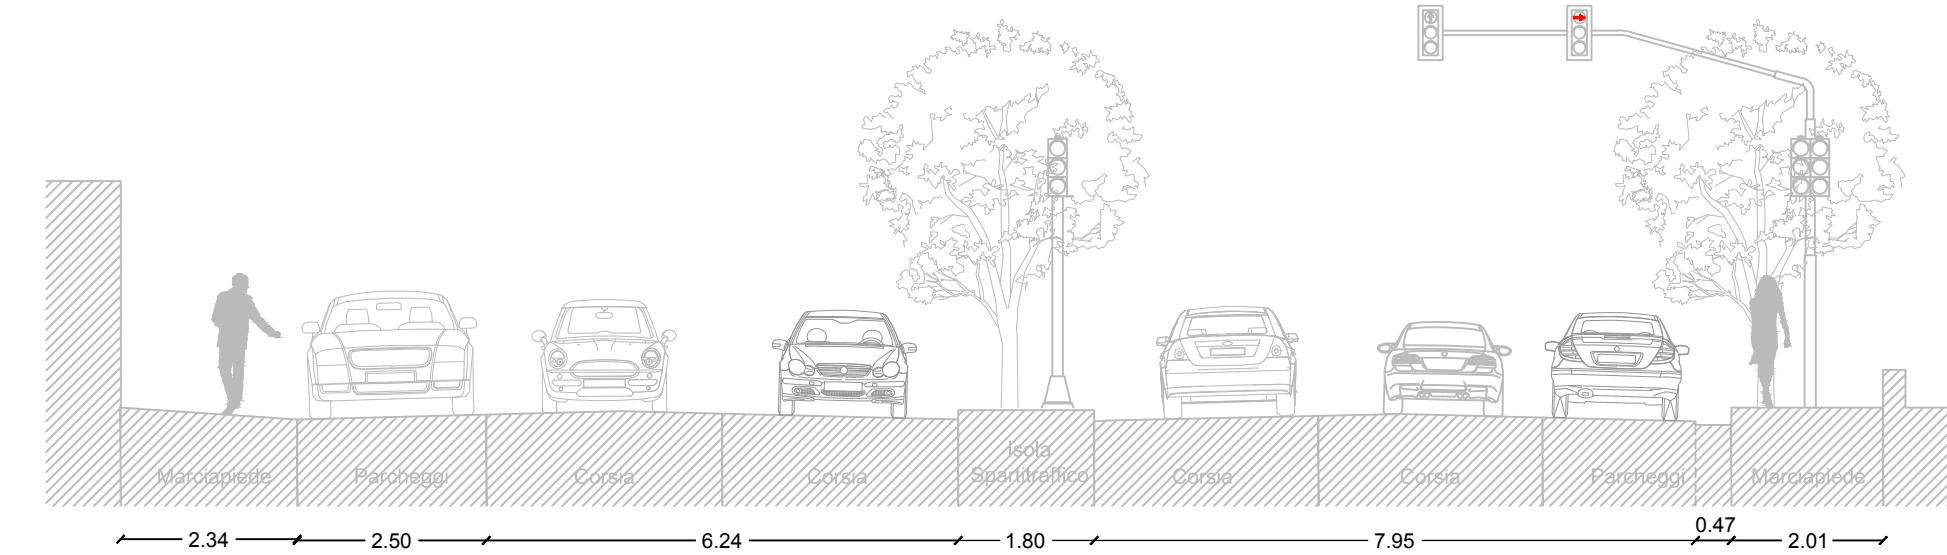 Marciapiede
Parcheggi
Corsia
Corsia
Isola
Spartitraffico
Corsia
Corsia
Parcheggi
Marciapiede
2.34
2.50
6.24
1.80
7.95
0.47
2.01